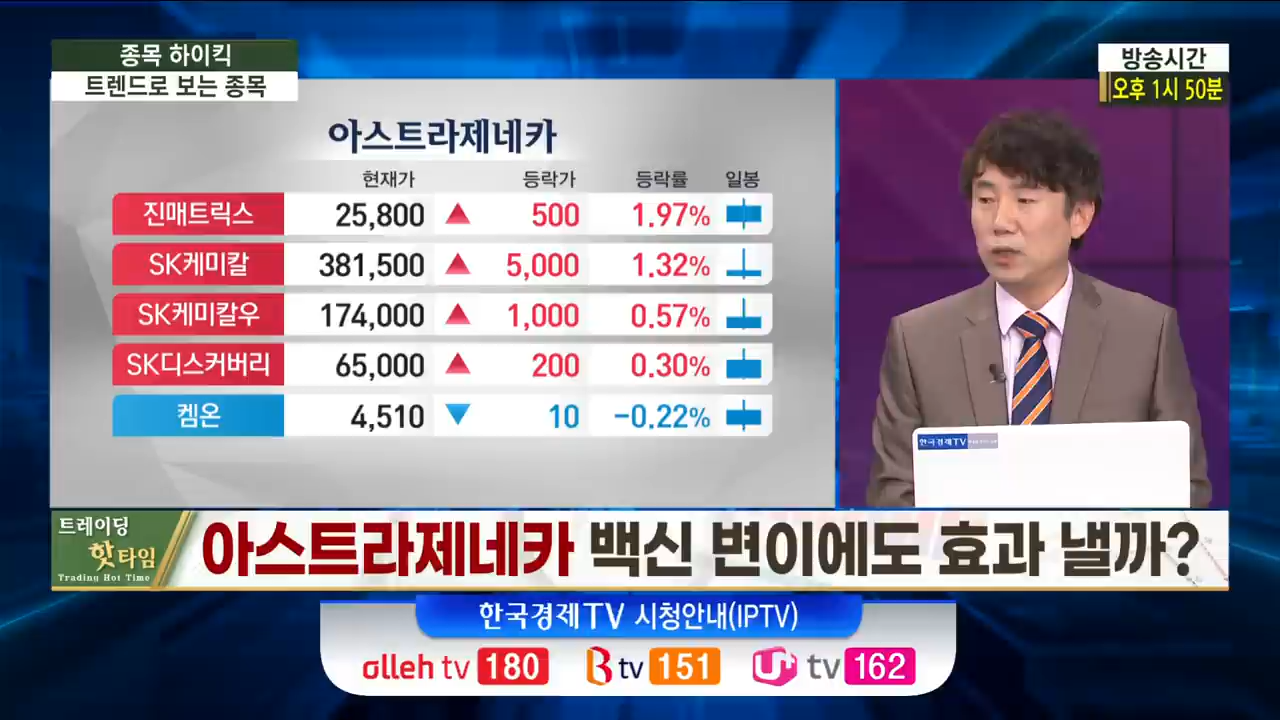 종목 하이킥
트렌드로 보는 종목
방송시간
오후 1시 50분
아스트라제네카
현재가 등락가 등락률 일봉
진매트릭스 25,800 ▲ 500 1.97%
SK케미칼 381,500 ▲ 5,000 1.32%
SK케미칼우 174,000 ▲ 1,000 0.57%
SK디스커버리 65,000 ▲ 200 0.30%
켐온 4,510 ▼ 10 -0.22%
한국경제TV
트레이딩
핫타임
Trading Hot Time
아스트라제네카 백신 변이에도 효과 낼까?
한국경제TV 시청안내(IPTV)
olleh tv 180 B tv 151 U+ tv 162